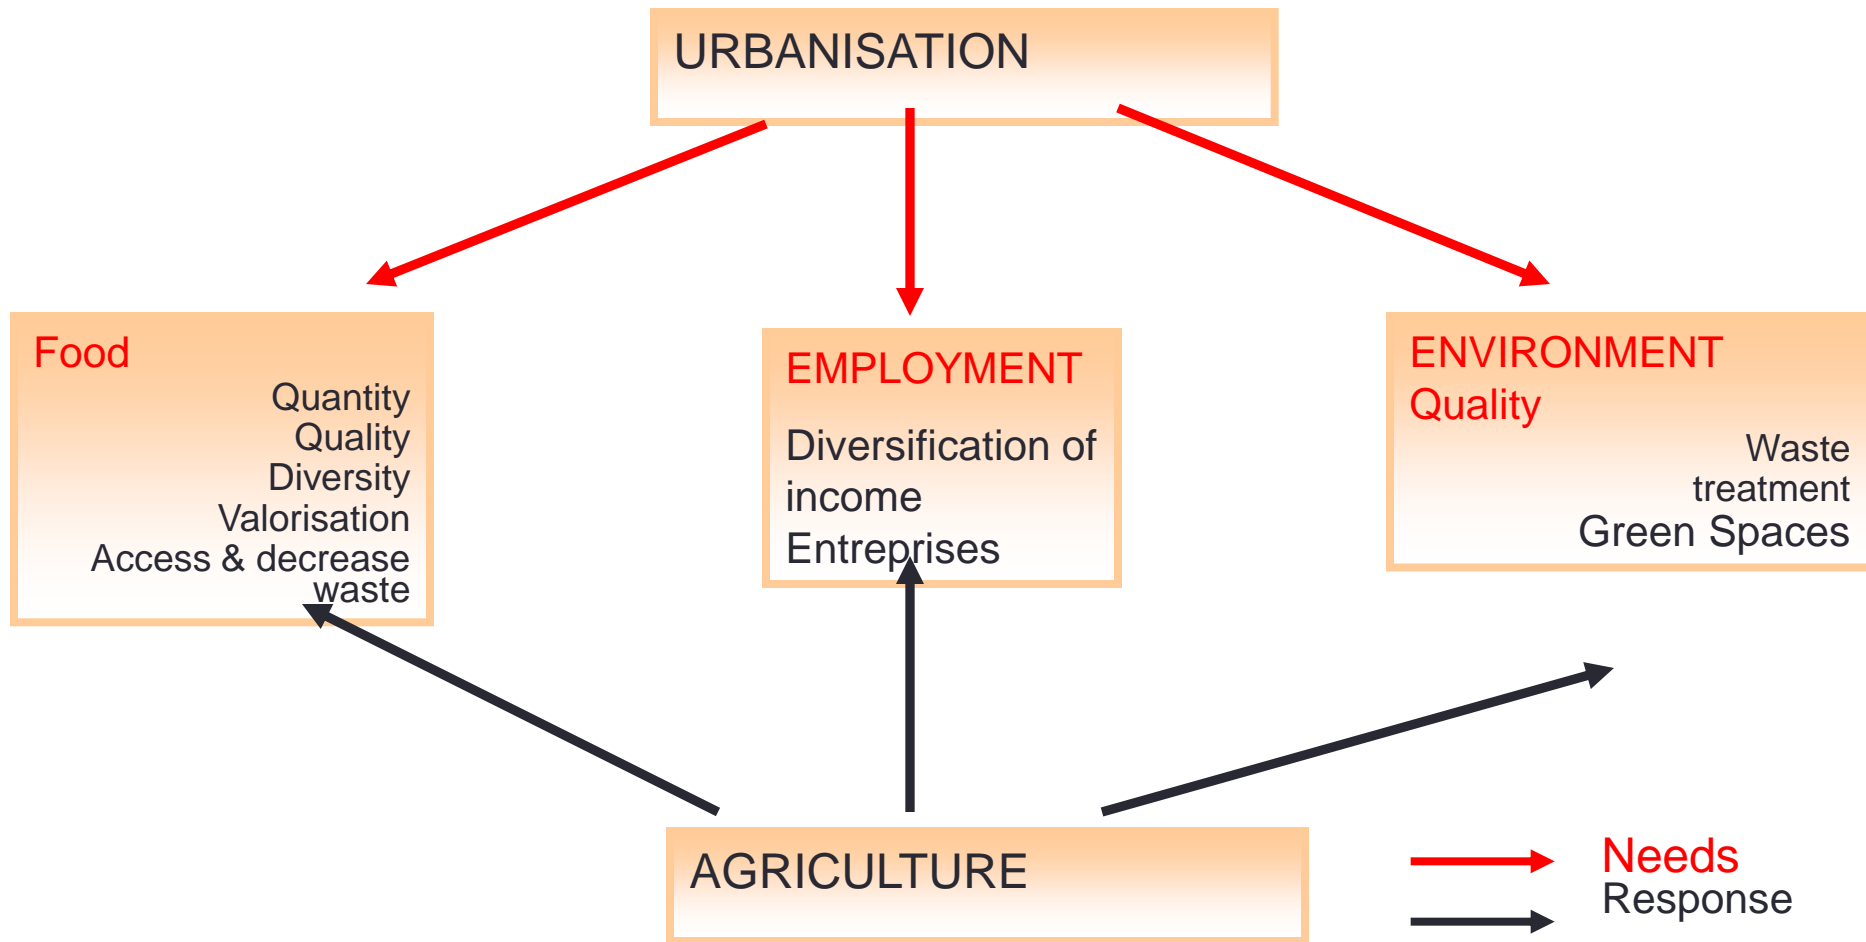 URBANISATION
Food
Quantity
Quality
Diversity
Valorisation
Access & decrease
waste
EMPLOYMENT
Diversification of
income
Entreprises
ENVIRONMENT
Quality
Waste
treatment
Green Spaces
AGRICULTURE
Needs
Response